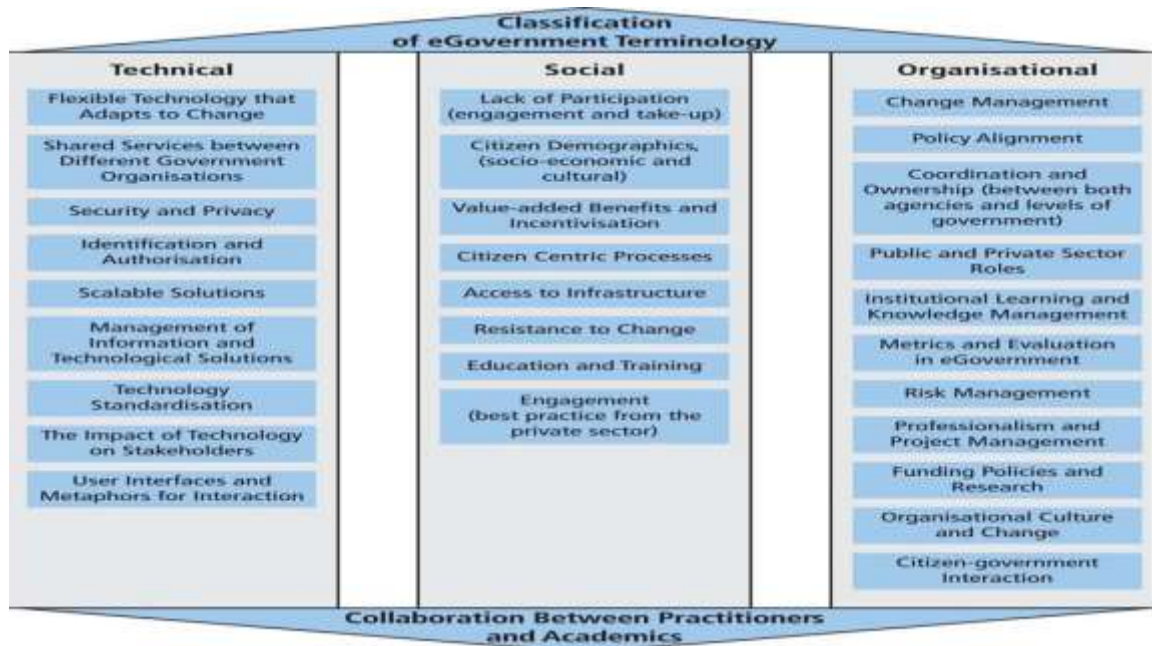 Classification
of eGovernment Terminology
Technical
Flexible Technology that
Adapts to Change
Shared Services between
Different Government
Organisations
Security and Privacy
Identification and
Authorisation
Scalable Solutions
Management of
Information and
Technological Solutions
Technology
Standardisation
The Impact of Technology
on Stakeholders
User Interfaces and
Metaphors for Interaction
Social
Lack of Participation
(engagement and take-up)
Citizen Demographics,
(socio-economic and
cultural)
Value-added Benefits and
Incentivisation
Citizen Centric Processes
Access to Infrastructure
Resistance to Change
Education and Training
Engagement
(best practice from the
private sector)
Organisational
Change Management
Policy Alignment
Coordination and
Ownership (between both
agencies and levels of
government)
Public and Private Sector
Roles
Institutional Learning and
Knowledge Management
Metrics and Evaluation
in eGovernment
Risk Management
Professionalism and
Project Management
Funding Policies and
Research
Organisational Culture
and Change
Citizen-government
Interaction
Collaboration Between Practitioners
and Academics